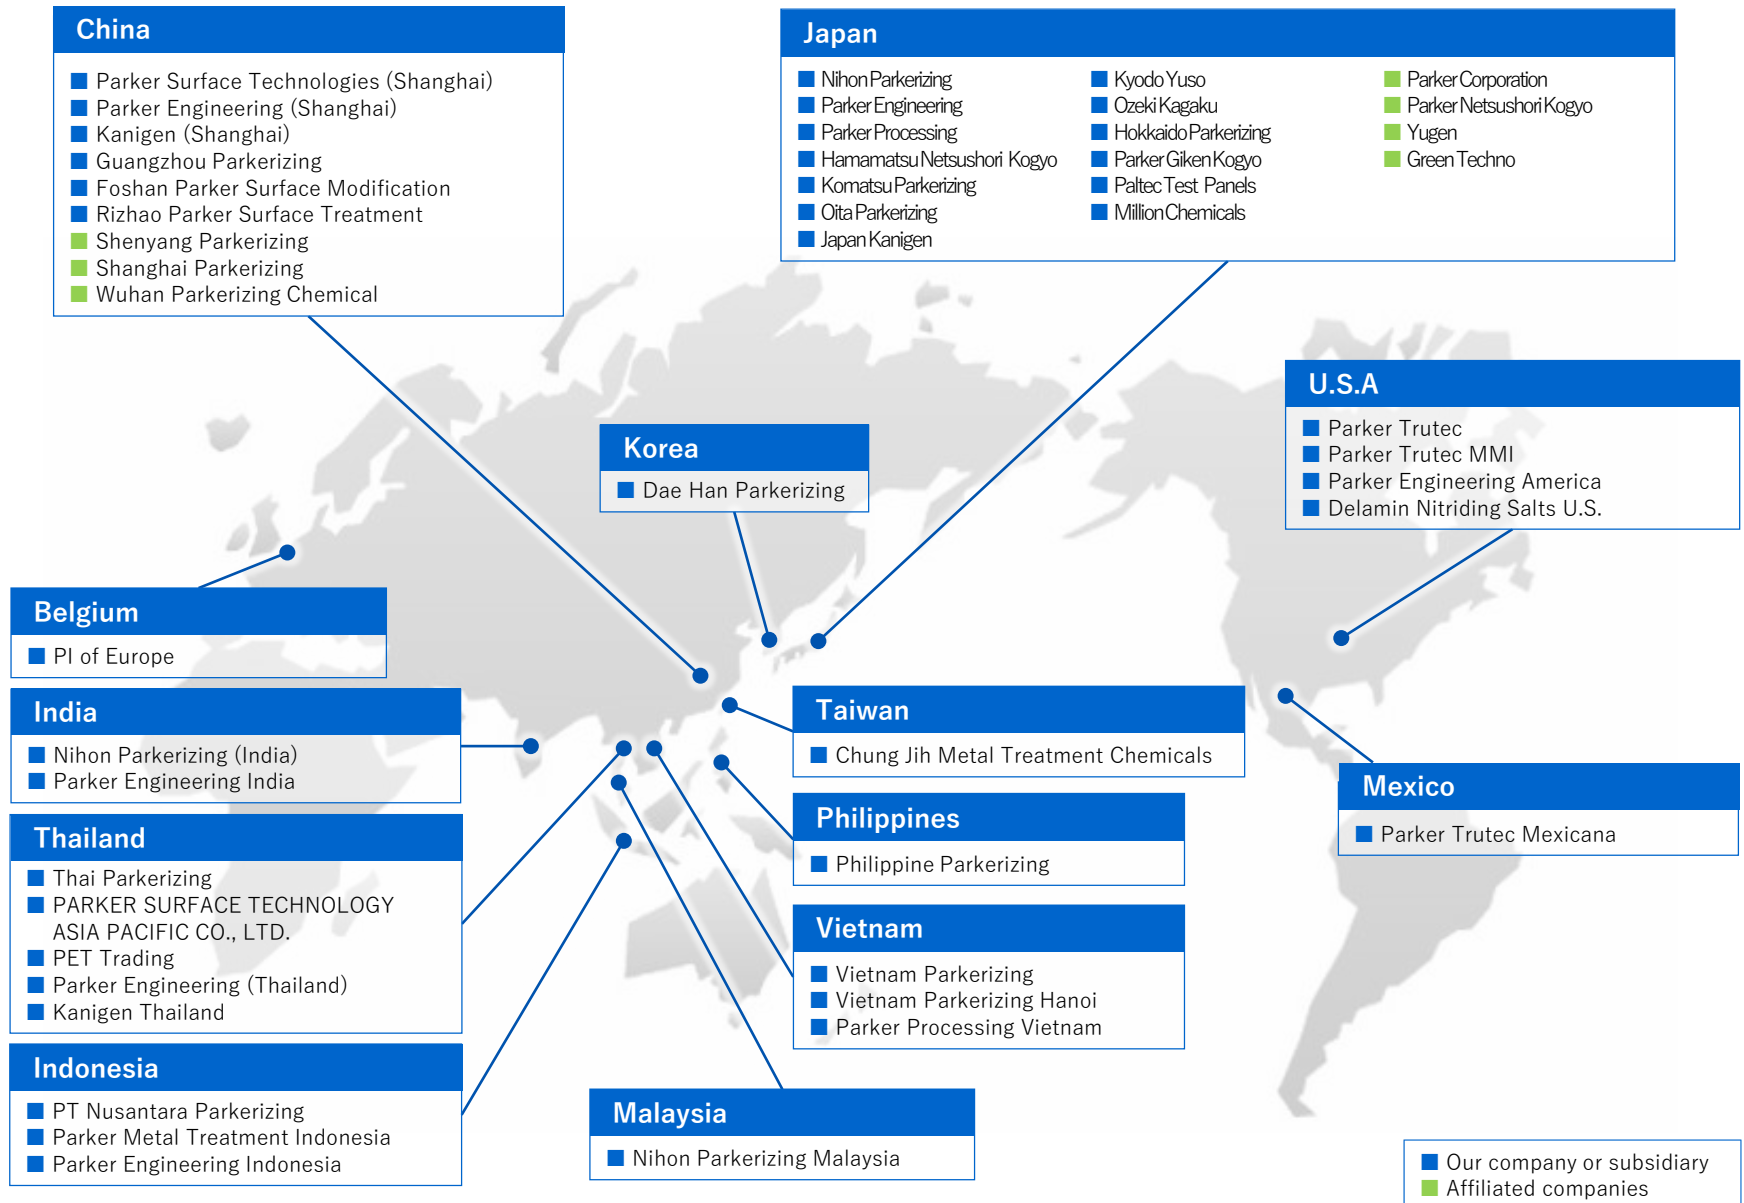 China
Parker Surface Technologies (Shanghai)
Parker Engineering (Shanghai)
Kanigen (Shanghai)
Guangzhou Parkerizing
Foshan Parker Surface Modification
Rizhao Parker Surface Treatment
Shenyang Parkerizing
Shanghai Parkerizing
Wuhan Parkerizing Chemical
Japan
Nihon Parkerizing
Parker Engineering
Parker Processing
Hamamatsu Netsushori Kogyo
Komatsu Parkerizing
Oita Parkerizing
Japan Kanigen
Kyodo Yuso
Ozeki Kagaku
Hokkaido Parkerizing
Parker Giken Kogyo
Paltec Test Panels
Million Chemicals
Parker Corporation
Parker Netsushori Kogyo
Yugen
Green Techno
U.S.A
Parker Trutec
Parker Trutec MMI
Parker Engineering America
Delamin Nitriding Salts U.S.
Korea
Dae Han Parkerizing
Belgium
PI of Europe
India
Nihon Parkerizing (India)
Parker Engineering India
Taiwan
Chung Jih Metal Treatment Chemicals
Mexico
Parker Trutec Mexicana
Philippines
Philippine Parkerizing
Thailand
Thai Parkerizing
PARKER SURFACE TECHNOLOGY
ASIA PACIFIC CO., LTD.
PET Trading
Parker Engineering (Thailand)
Kanigen Thailand
Vietnam
Vietnam Parkerizing
Vietnam Parkerizing Hanoi
Parker Processing Vietnam
Indonesia
PT Nusantara Parkerizing
Parker Metal Treatment Indonesia
Parker Engineering Indonesia
Malaysia
Nihon Parkerizing Malaysia
Our company or subsidiary
Affiliated companies